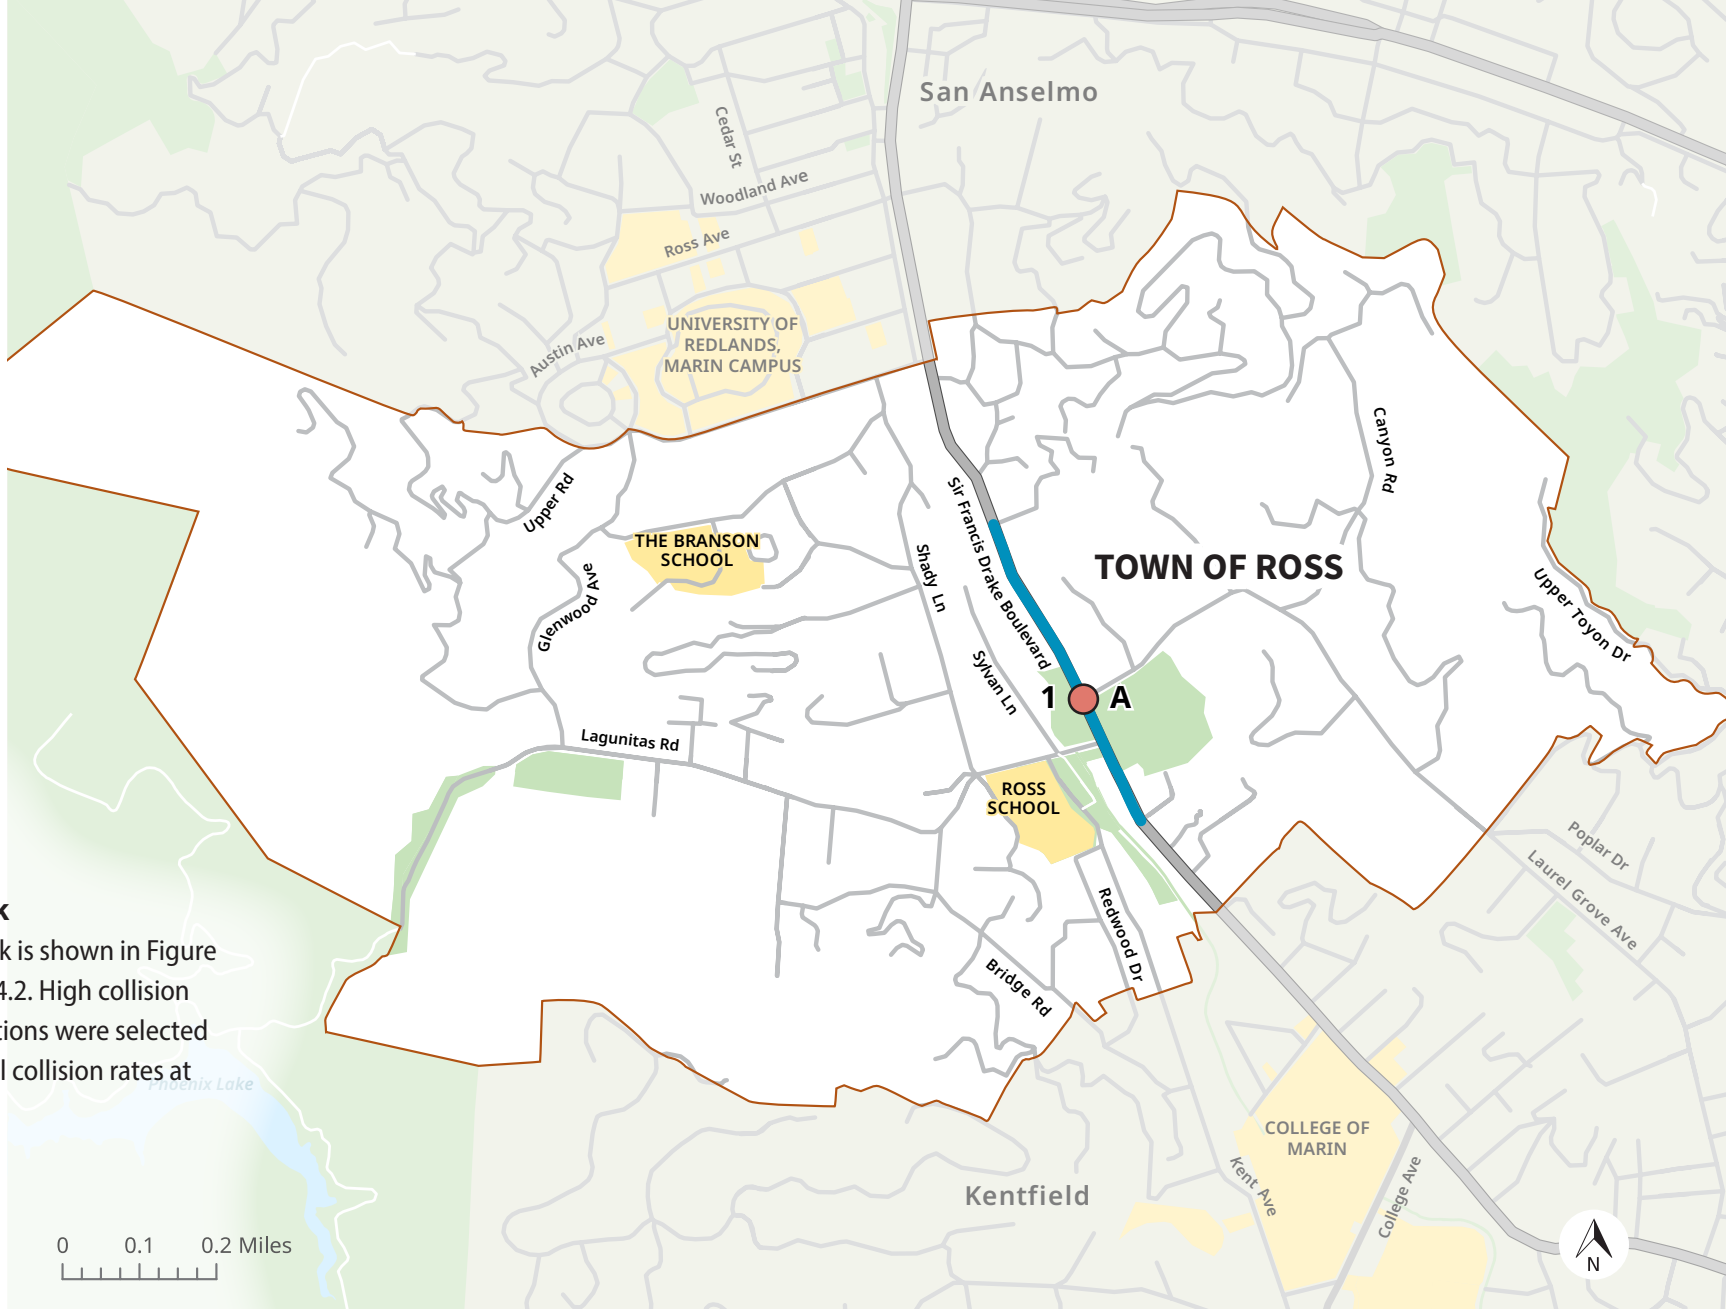 San Anselmo
Cedar St
Woodland Ave
Ross Ave
UNIVERSITY OF
REDLANDS,
MARIN CAMPUS
Austin Ave
Canyon Rd
Upper Rd
Sir Francis Drake Boulevard
THE BRANSON
SCHOOL
Shady Ln
TOWN OF ROSS
Glenwood Ave
Upper Toyon Dr
Sylvan Ln
1 A
Lagunitas Rd
ROSS
SCHOOL
Poplar Dr
Laurel Grove Ave
Redwood Dr
k
k is shown in Figure
4.2. High collision
tions were selected
l collision rates at
Bridge Rd
Phoenix Lake
COLLEGE OF
MARIN
Kent Ave
College Ave
Kentfield
0 0.1 0.2 Miles
N